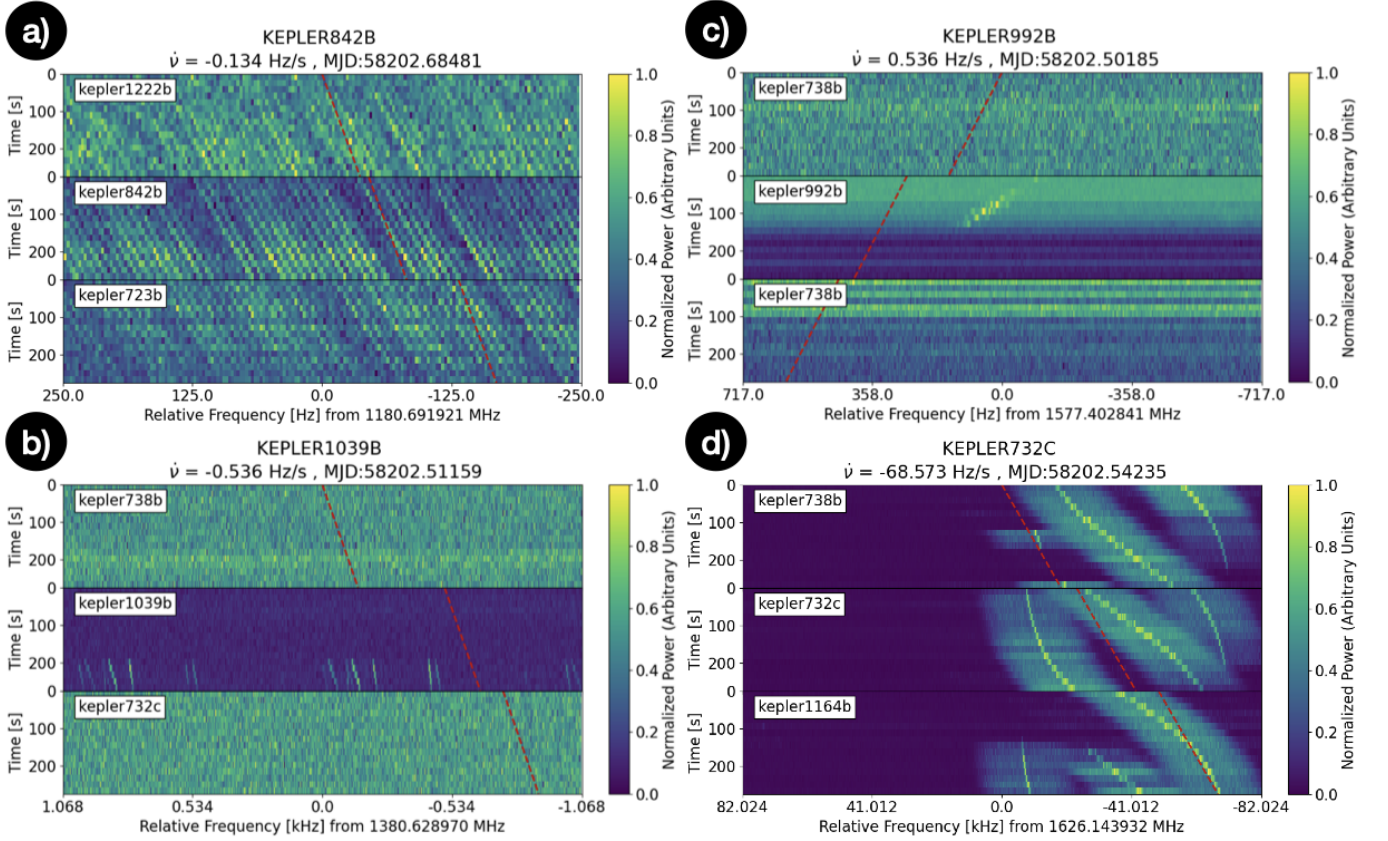 a)
KEPLER842B
ν̇ = -0.134 Hz/s , MJD:58202.68481
kepler1222b
kepler842b
kepler723b
0
100
200
0
100
200
0
100
200
Time [s]
Time [s]
Time [s]
250.0 125.0 0.0 -125.0 -250.0
Relative Frequency [Hz] from 1180.691921 MHz
1.0
0.8
0.6
0.4
0.2
0.0
Normalized Power (Arbitrary Units)
c)
KEPLER992B
ν̇ = 0.536 Hz/s , MJD:58202.50185
kepler738b
kepler992b
kepler738b
0
100
200
0
100
200
0
100
200
Time [s]
Time [s]
Time [s]
717.0 358.0 0.0 -358.0 -717.0
Relative Frequency [Hz] from 1577.402841 MHz
1.0
0.8
0.6
0.4
0.2
0.0
Normalized Power (Arbitrary Units)
b)
KEPLER1039B
ν̇ = -0.536 Hz/s , MJD:58202.51159
kepler738b
kepler1039b
kepler732c
0
100
200
0
100
200
0
100
200
Time [s]
Time [s]
Time [s]
1.068 0.534 0.0 -0.534 -1.068
Relative Frequency [kHz] from 1380.628970 MHz
1.0
0.8
0.6
0.4
0.2
0.0
Normalized Power (Arbitrary Units)
d)
KEPLER732C
ν̇ = -68.573 Hz/s , MJD:58202.54235
kepler738b
kepler732c
kepler1164b
0
100
200
0
100
200
0
100
200
Time [s]
Time [s]
Time [s]
82.024 41.012 0.0 -41.012 -82.024
Relative Frequency [kHz] from 1626.143932 MHz
1.0
0.8
0.6
0.4
0.2
0.0
Normalized Power (Arbitrary Units)